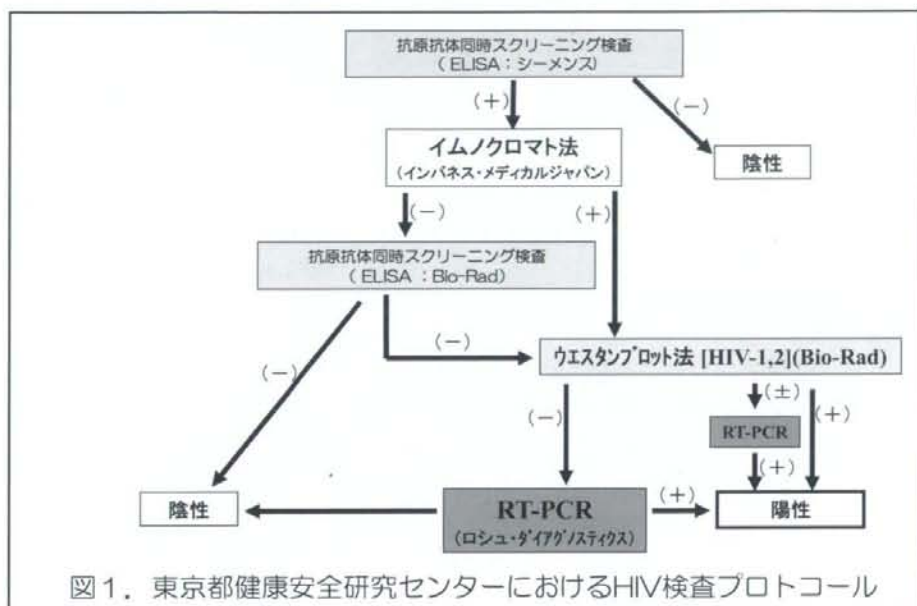 抗原抗体同時スクリーニング検査
( ELISA：シーメンス)
(＋)
(－)
イムノクロマト法
(インバネス・メディカルジャパン)
陰性
(－)
(＋)
抗原抗体同時スクリーニング検査
( ELISA ：Bio-Rad)
(－)
(－)
ウエスタンブロット法 [HIV-1,2](Bio-Rad)
(－)
(±)
(＋)
RT-PCR
(＋)
陰性
RT-PCR
(ロシュ・ダイアグノスティクス)
(＋)
陽性
図１．東京都健康安全研究センターにおけるHIV検査プロトコール